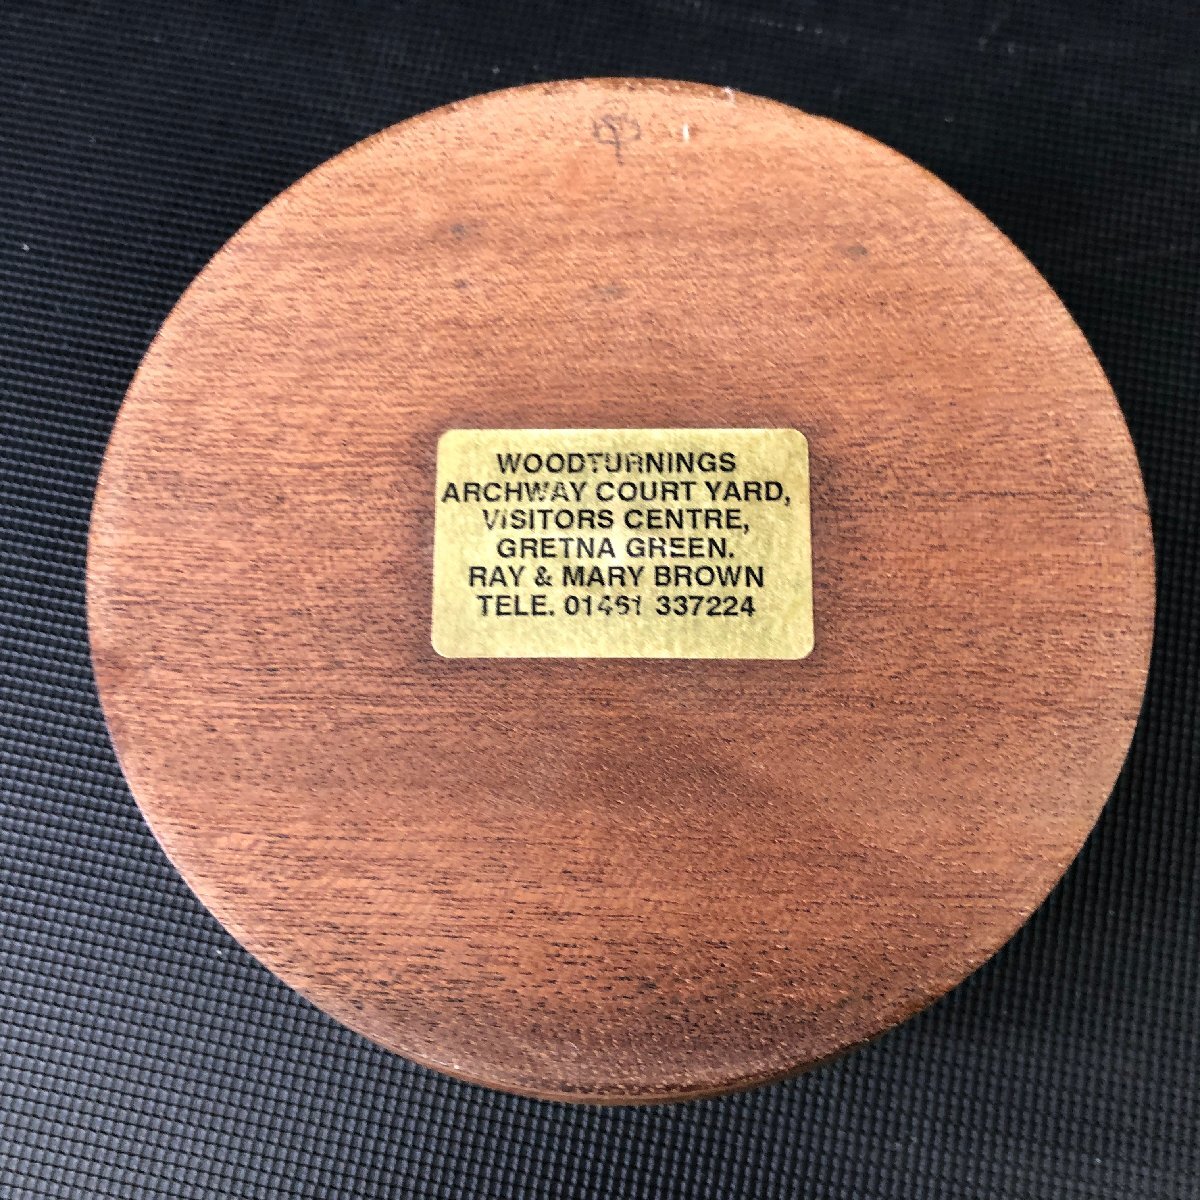 WOODTURNINGS
ARCHWAY COURT YARD,
VISITORS CENTRE,
GRETNA GREEN.
RAY & MARY BROWN
TELE. 01461 337224